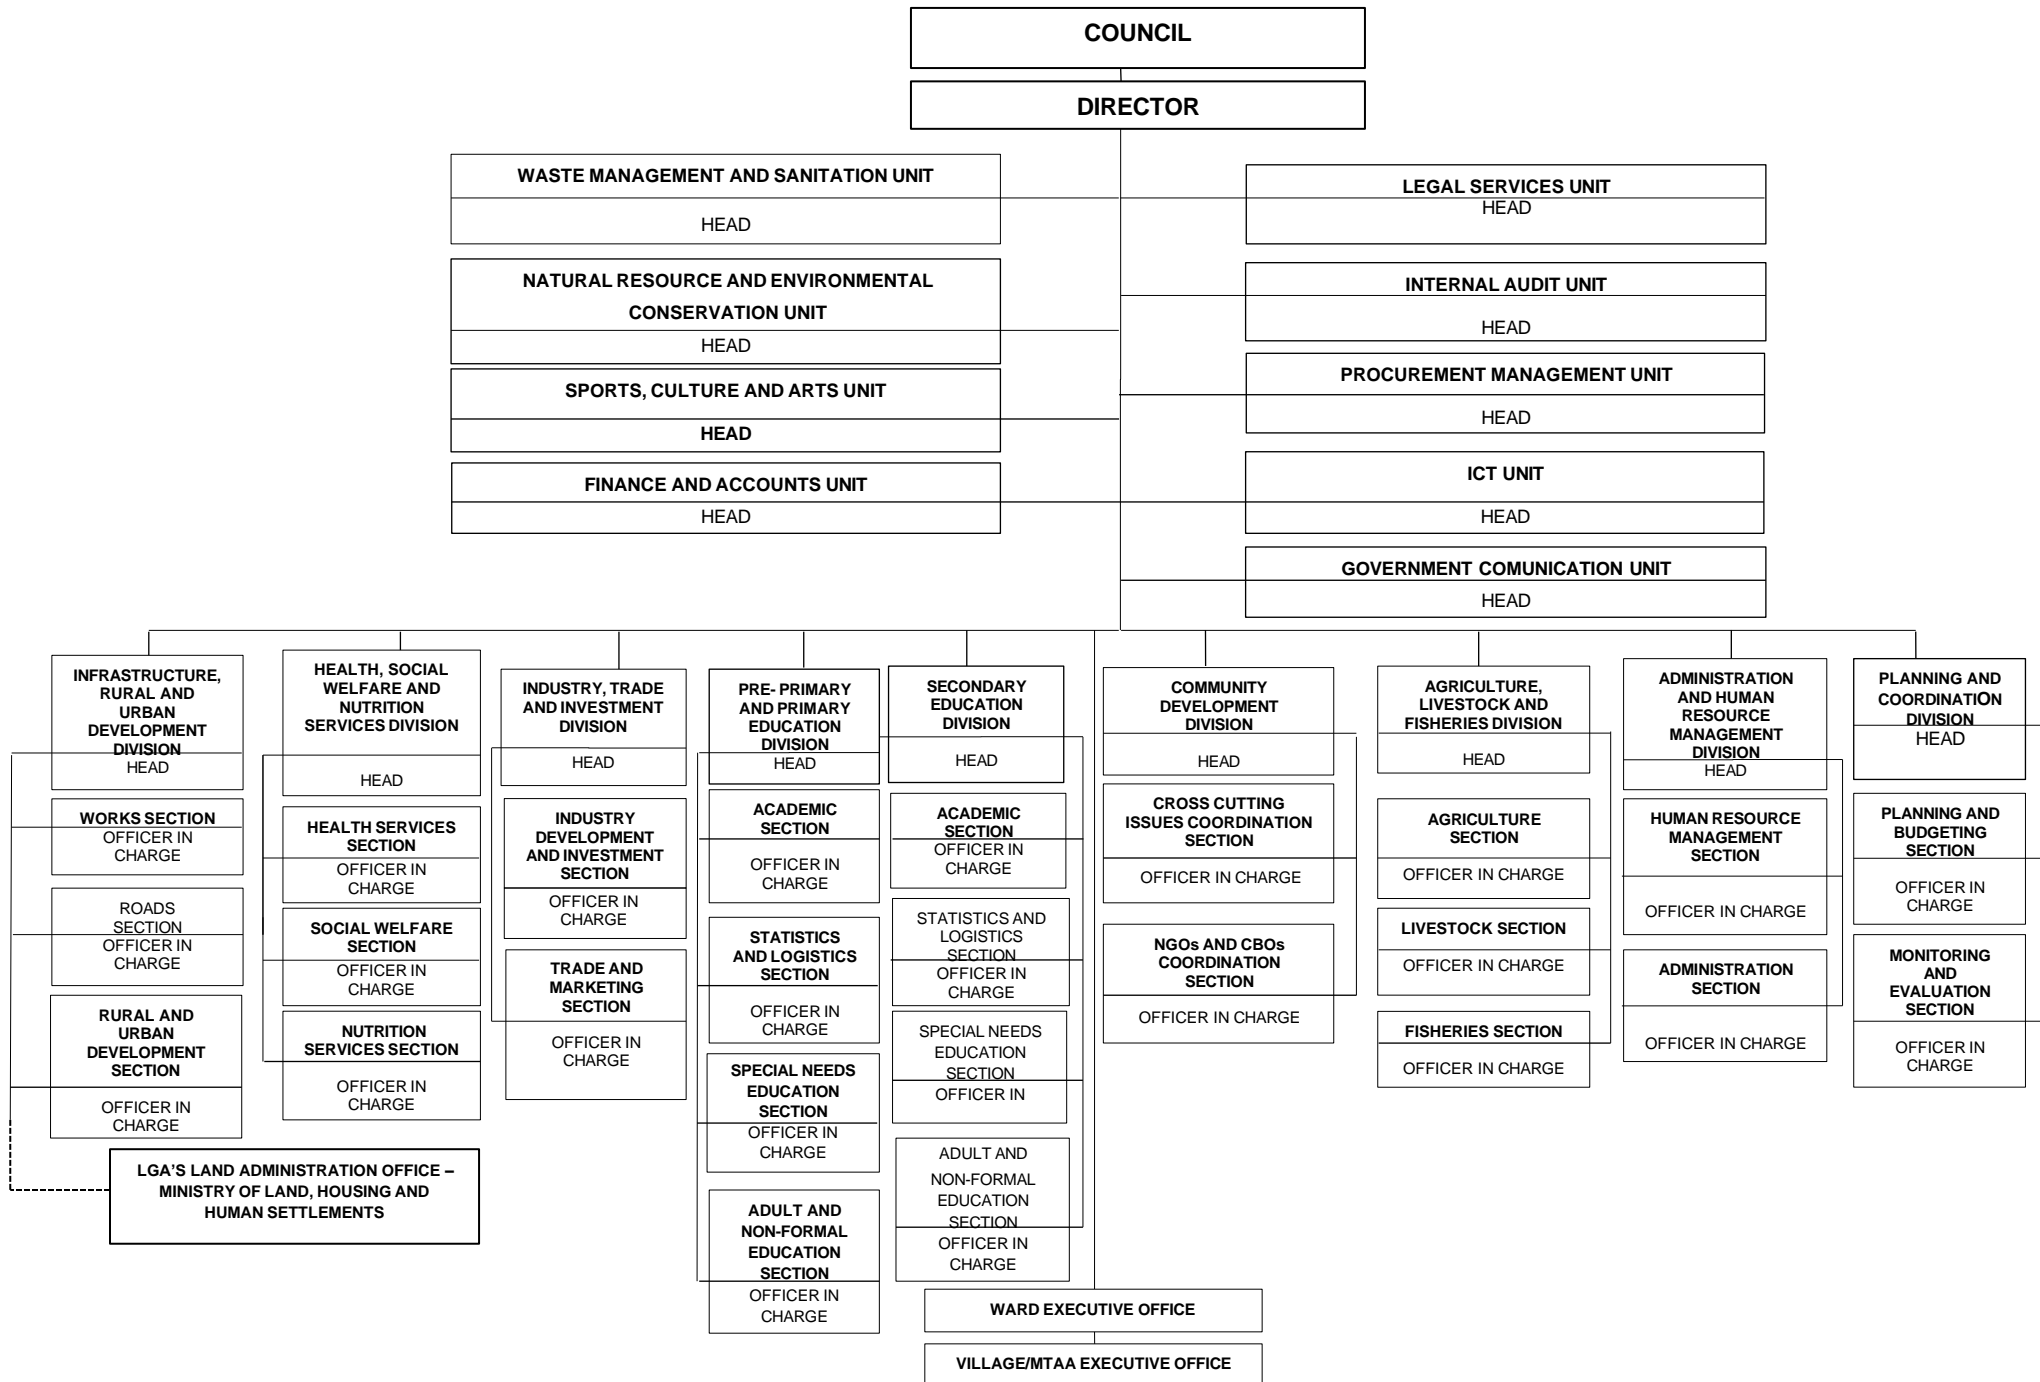 COUNCIL
DIRECTOR
WASTE MANAGEMENT AND SANITATION UNIT
HEAD
LEGAL SERVICES UNIT
HEAD
NATURAL RESOURCE AND ENVIRONMENTAL
CONSERVATION UNIT
HEAD
INTERNAL AUDIT UNIT
HEAD
SPORTS, CULTURE AND ARTS UNIT
HEAD
PROCUREMENT MANAGEMENT UNIT
HEAD
FINANCE AND ACCOUNTS UNIT
HEAD
ICT UNIT
HEAD
GOVERNMENT COMUNICATION UNIT
HEAD
INFRASTRUCTURE,
RURAL AND
URBAN
DEVELOPMENT
DIVISION
HEAD
WORKS SECTION
OFFICER IN
CHARGE
ROADS
SECTION
OFFICER IN
CHARGE
RURAL AND
URBAN
DEVELOPMENT
SECTION
OFFICER IN
CHARGE
LGA'S LAND ADMINISTRATION OFFICE –
MINISTRY OF LAND, HOUSING AND
HUMAN SETTLEMENTS
HEALTH, SOCIAL
WELFARE AND
NUTRITION
SERVICES DIVISION
HEAD
HEALTH SERVICES
SECTION
OFFICER IN
CHARGE
SOCIAL WELFARE
SECTION
OFFICER IN
CHARGE
NUTRITION
SERVICES SECTION
OFFICER IN
CHARGE
INDUSTRY, TRADE
AND INVESTMENT
DIVISION
HEAD
INDUSTRY
DEVELOPMENT
AND INVESTMENT
SECTION
OFFICER IN
CHARGE
TRADE AND
MARKETING
SECTION
OFFICER IN
CHARGE
PRE- PRIMARY
AND PRIMARY
EDUCATION
DIVISION
HEAD
ACADEMIC
SECTION
OFFICER IN
CHARGE
STATISTICS
AND LOGISTICS
SECTION
OFFICER IN
CHARGE
SPECIAL NEEDS
EDUCATION
SECTION
OFFICER IN
CHARGE
ADULT AND
NON-FORMAL
EDUCATION
SECTION
OFFICER IN
CHARGE
SECONDARY
EDUCATION
DIVISION
HEAD
ACADEMIC
SECTION
OFFICER IN
CHARGE
STATISTICS AND
LOGISTICS
SECTION
OFFICER IN
CHARGE
SPECIAL NEEDS
EDUCATION
SECTION
OFFICER IN
ADULT AND
NON-FORMAL
EDUCATION
SECTION
OFFICER IN
CHARGE
COMMUNITY
DEVELOPMENT
DIVISION
HEAD
CROSS CUTTING
ISSUES COORDINATION
SECTION
OFFICER IN CHARGE
NGOs AND CBOs
COORDINATION
SECTION
OFFICER IN CHARGE
AGRICULTURE,
LIVESTOCK AND
FISHERIES DIVISION
HEAD
AGRICULTURE
SECTION
OFFICER IN CHARGE
LIVESTOCK SECTION
OFFICER IN CHARGE
FISHERIES SECTION
OFFICER IN CHARGE
ADMINISTRATION
AND HUMAN
RESOURCE
MANAGEMENT
DIVISION
HEAD
HUMAN RESOURCE
MANAGEMENT
SECTION
OFFICER IN CHARGE
ADMINISTRATION
SECTION
OFFICER IN CHARGE
PLANNING AND
COORDINATION
DIVISION
HEAD
PLANNING AND
BUDGETING
SECTION
OFFICER IN
CHARGE
MONITORING
AND
EVALUATION
SECTION
OFFICER IN
CHARGE
WARD EXECUTIVE OFFICE
VILLAGE/MTAA EXECUTIVE OFFICE